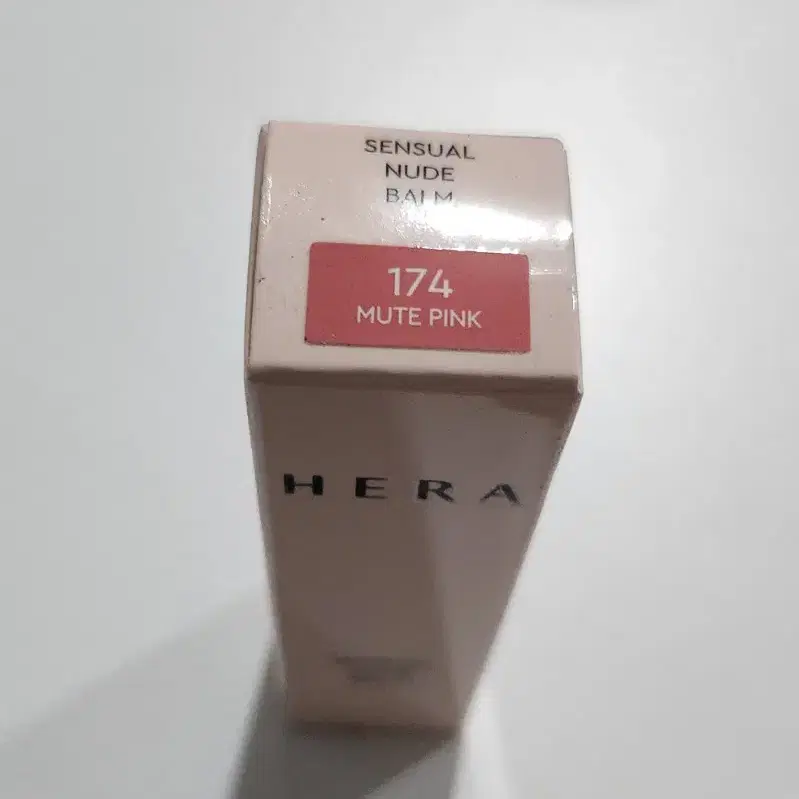 SENSUAL
NUDE
BALM
174
MUTE PINK
HERA